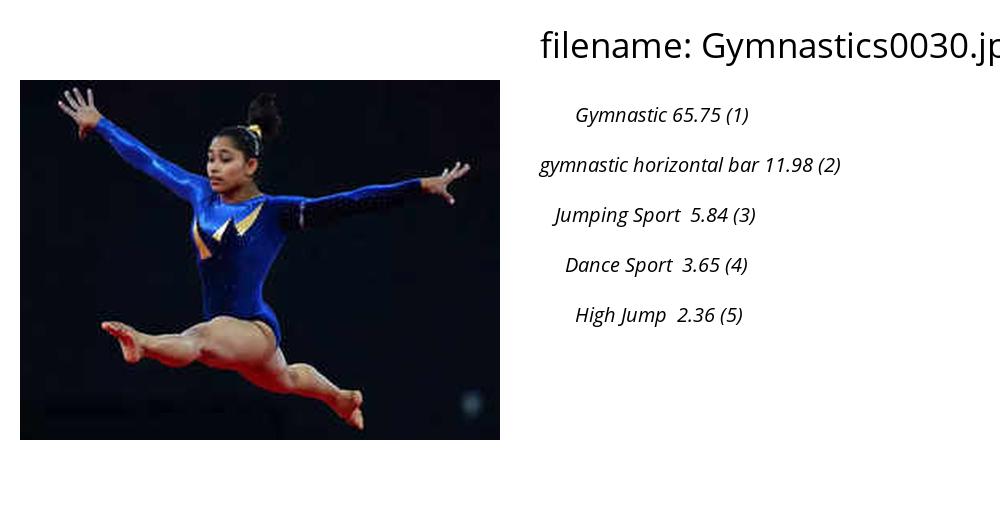 filename: Gymnastics0030.jp
Gymnastic 65.75 (1)
gymnastic horizontal bar 11.98 (2)
Jumping Sport 5.84 (3)
Dance Sport 3.65 (4)
High Jump 2.36 (5)